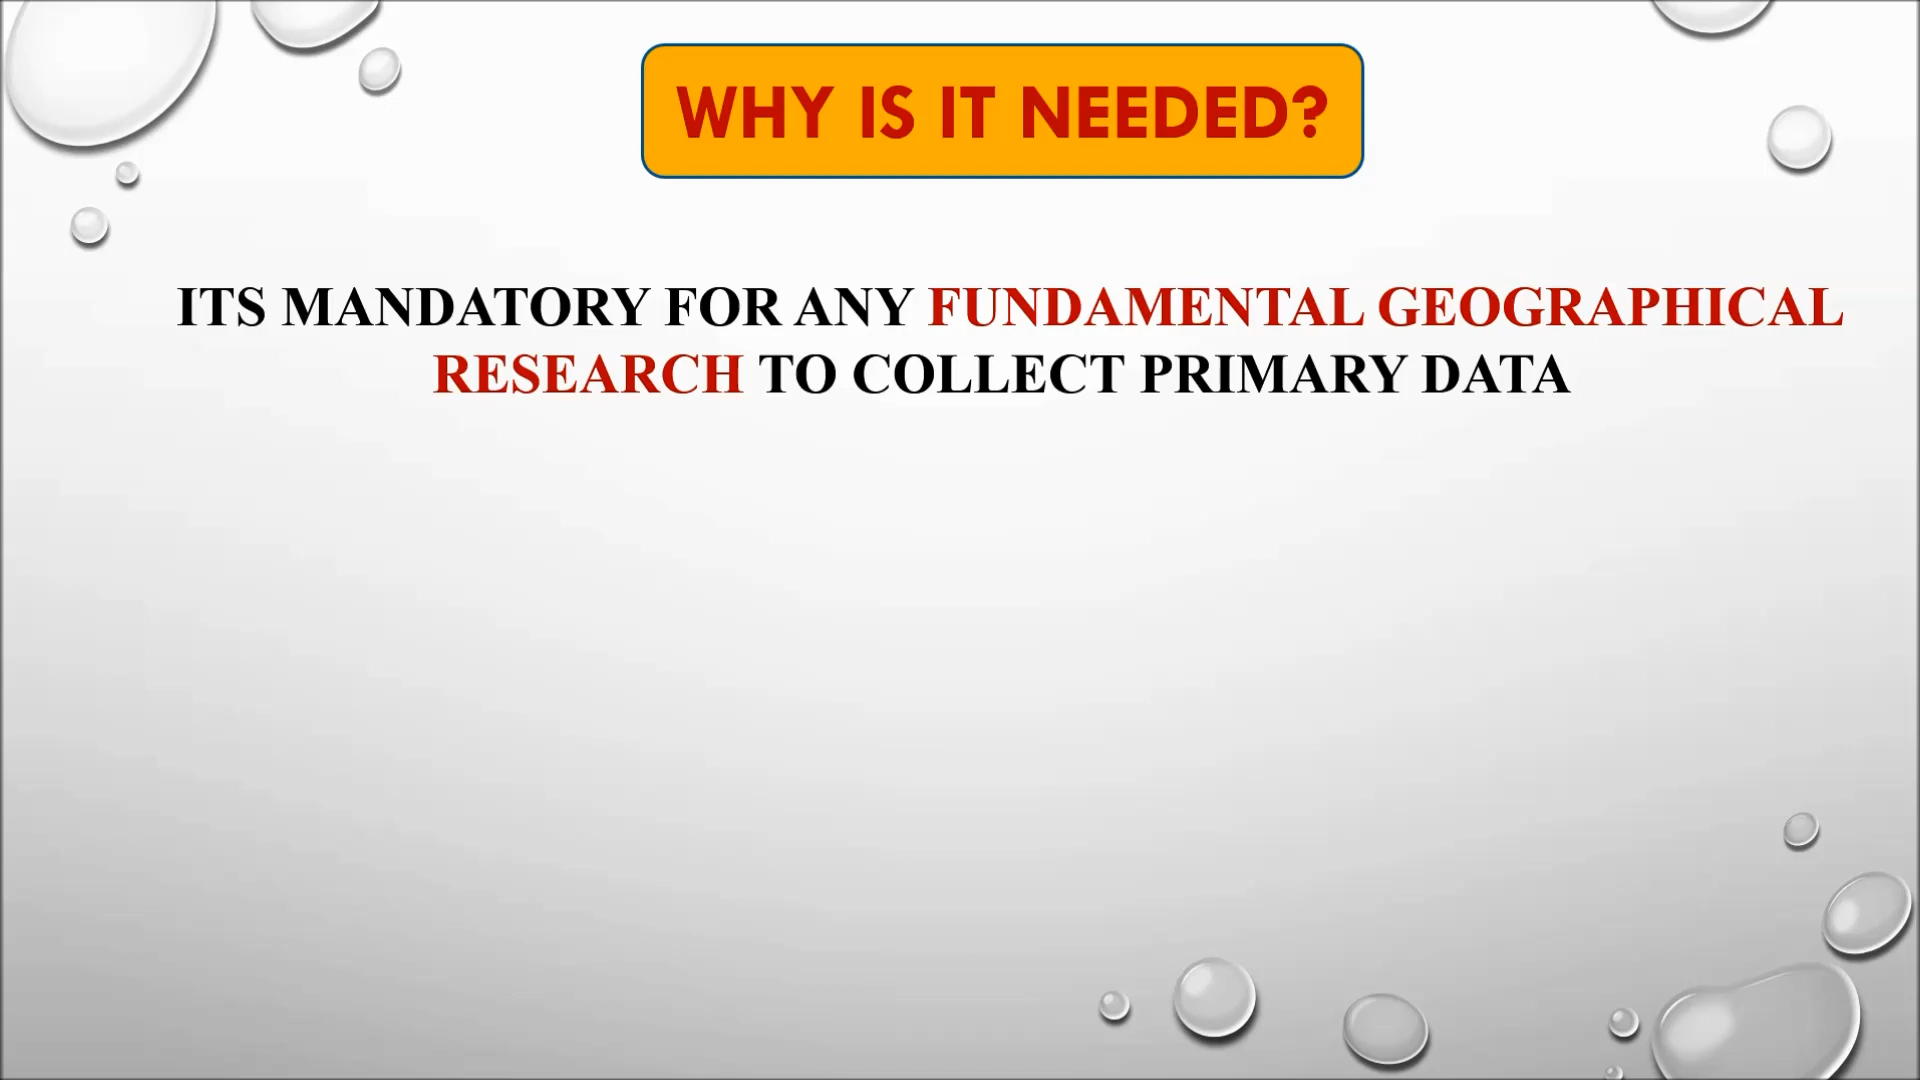 WHY IS IT NEEDED?
ITS MANDATORY FOR ANY FUNDAMENTAL GEOGRAPHICAL
RESEARCH TO COLLECT PRIMARY DATA